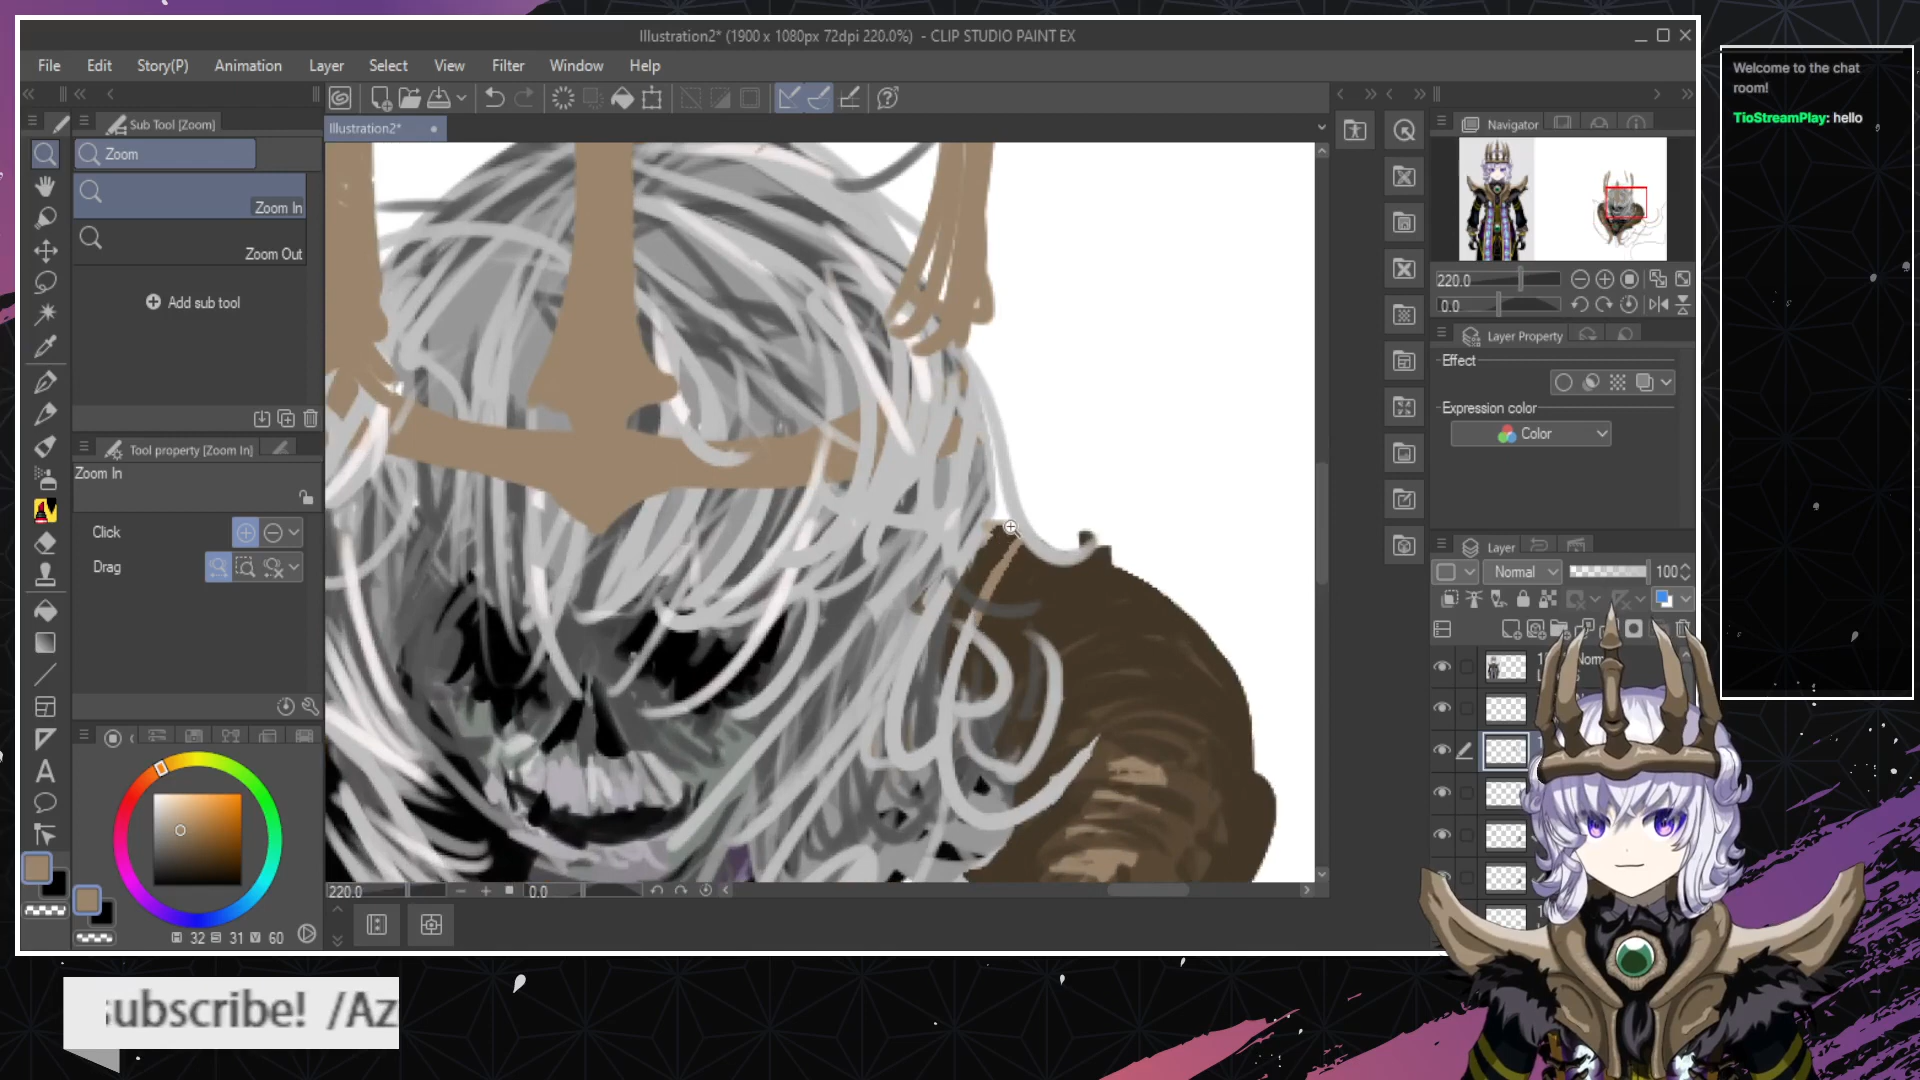 Illustration2* (1900 x 1080px 72dpi 220.0%)  - CLIP STUDIO PAINT EX
File Edit Story(P) Animation Layer Select View Filter Window Help
Sub Tool [Zoom]
Illustration2*
Navigator
Zoom
Zoom In
Zoom Out
Add sub tool
220.0
0.0
Layer Property
Effect
Expression color
Color
Tool property [Zoom In]
Zoom In
Click
Drag
Layer
Normal
100
32 31 60
220.0
0.0
Welcome to the chat
room!
TioStreamPlay: hello
subscribe! /Az